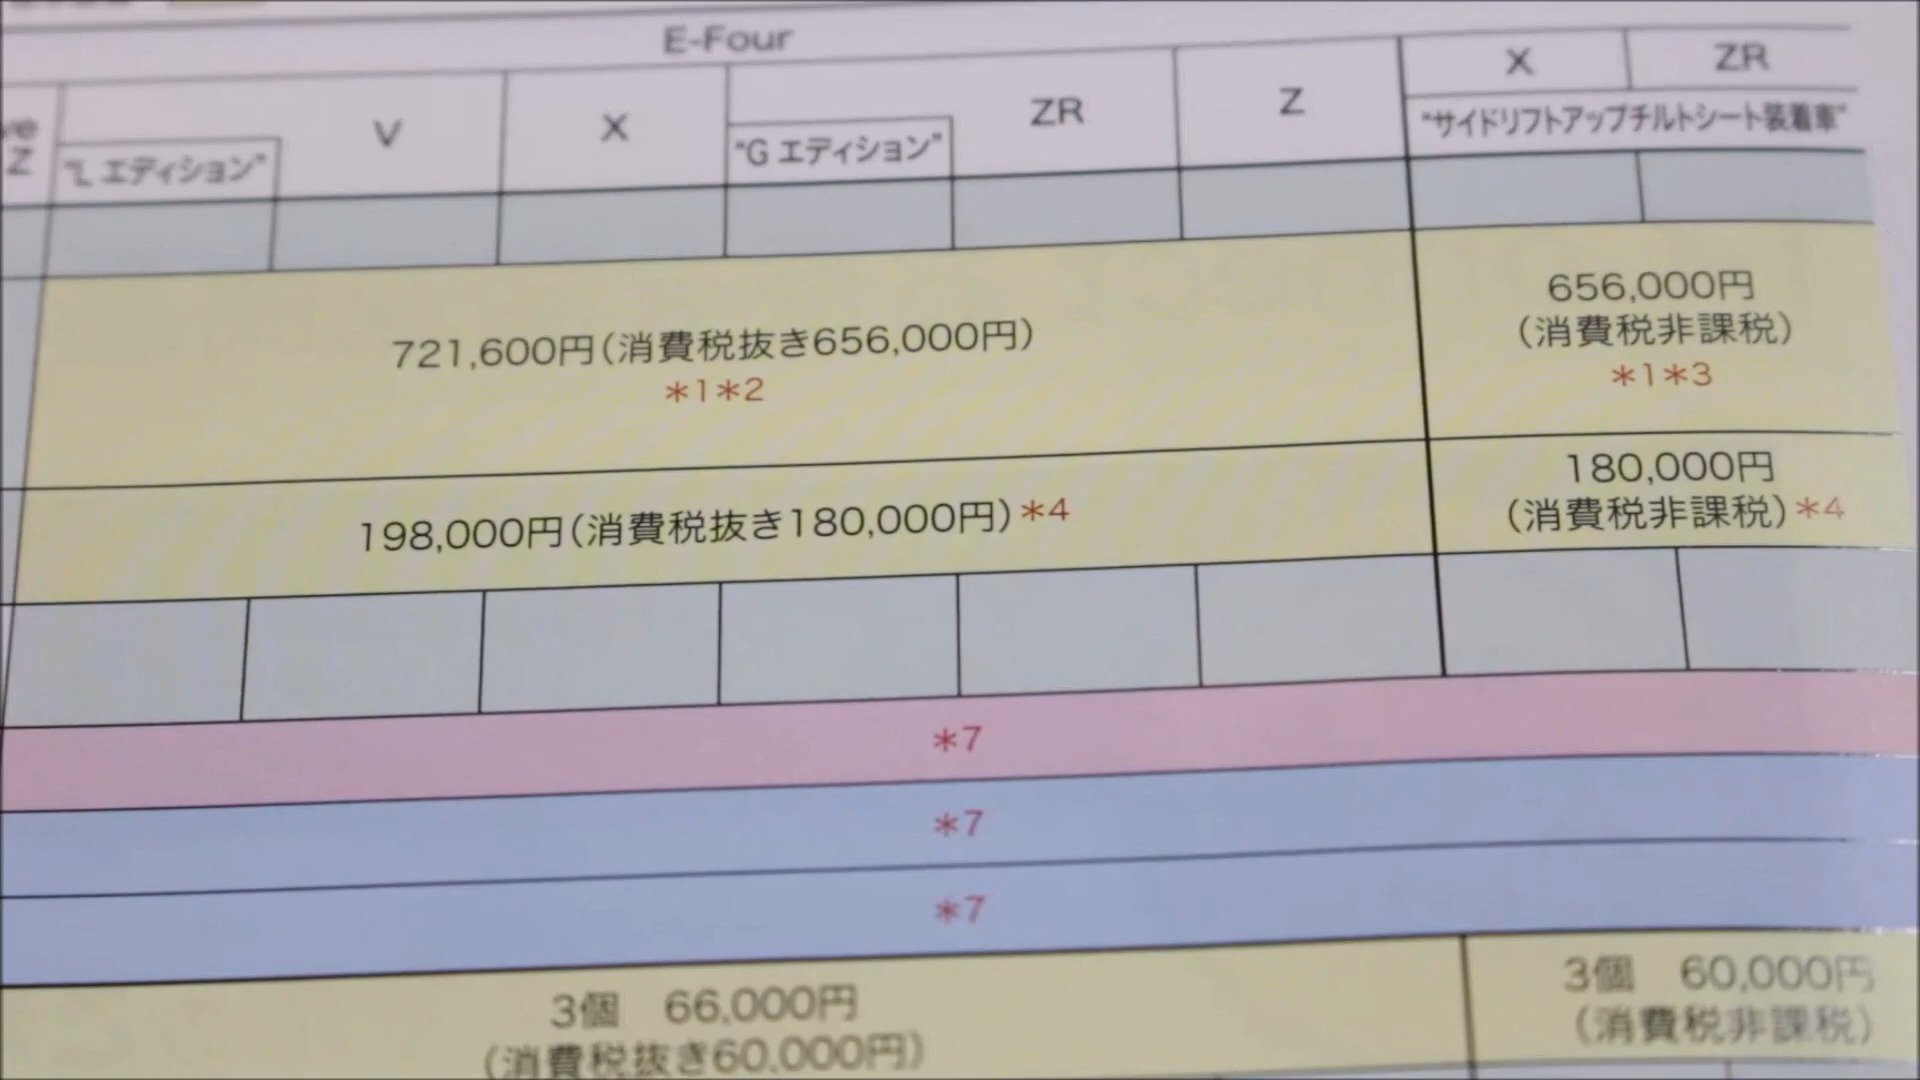 E-Four
X
ZR
ve
Z
"L エディション"
V
X
"G エディション"
ZR
Z
"サイドリフトアップチルトシート装着車"
721,600円(消費税抜き656,000円)
*1*2
656,000円
(消費税非課税)
*1*3
198,000円(消費税抜き180,000円)*4
180,000円
(消費税非課税)*4
*7
*7
*7
3個 66,000円
(消費税抜き60,000円)
3個 60,000円
(消費税非課税)